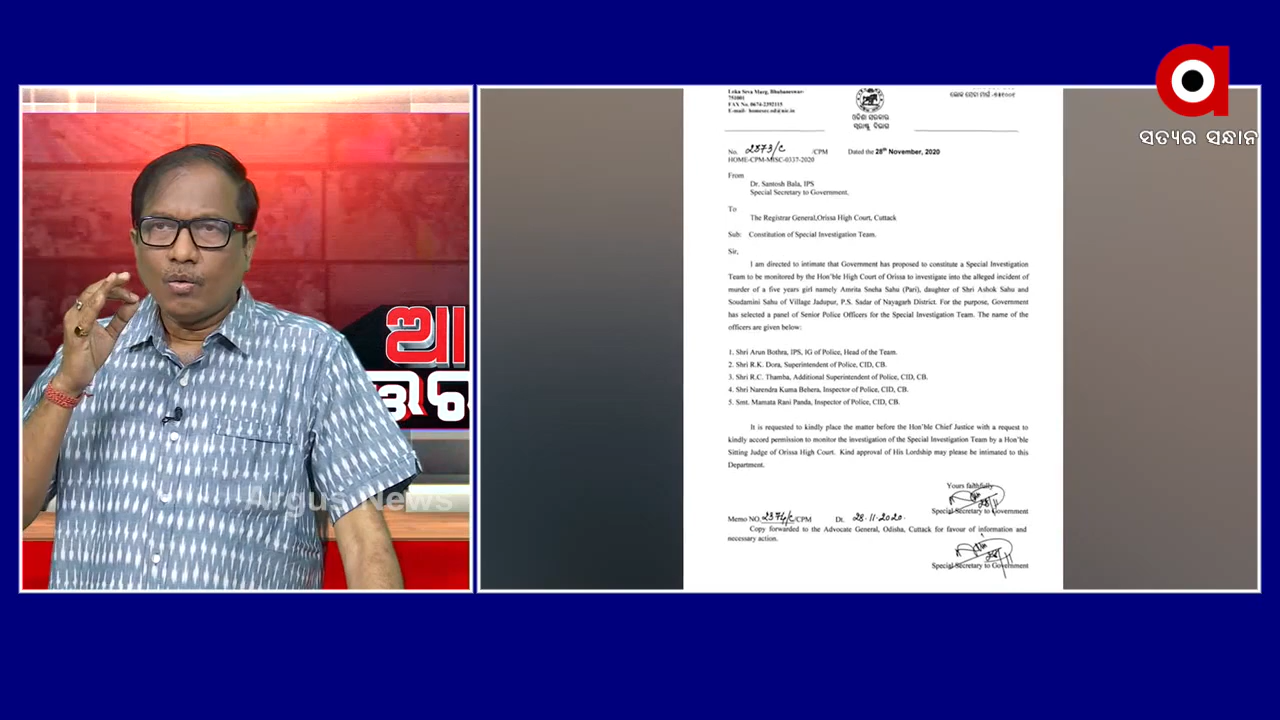 ସତ୍ୟର ସନ୍ଧାନ
ଆ
Loka Seva Marg, Bhubaneswar-
751001
FAX No. 0674-2392115
E-mail- homesec.od@nic.in
ଓଡ଼ିଶା ସରକାର
ସ୍ବରାଷ୍ଟ୍ର ବିଭାଗ
No. 2373/C /CPM Dated the 28th November, 2020
HOME-CPM-MISC-0337-2020
From
Dr. Santosh Bala, IPS
Special Secretary to Government.
To
The Registrar General,Orissa High Court, Cuttack
Sub: Constitution of Special Investigation Team.
Sir,
I am directed to intimate that Government has proposed to constitute a Special Investigation
Team to be monitored by the Hon'ble High Court of Orissa to investigate into the alleged incident of
murder of a five years girl namely Amrita Sneha Sahu (Pari), daughter of Shri Ashok Sahu and
Soudamini Sahu of Village Jadupur, P.S. Sadar of Nayagarh District. For the purpose, Government
has selected a panel of Senior Police Officers for the Special Investigation Team. The name of the
officers are given below:
1. Shri Arun Bothra, IPS, IG of Police, Head of the Team.
2. Shri R.K. Dora, Superintendent of Police, CID, CB.
3. Shri R.C. Thamba, Additional Superintendent of Police, CID, CB.
4. Shri Narendra Kuma Behera, Inspector of Police, CID, CB.
5. Smt. Mamata Rani Panda, Inspector of Police, CID, CB.
It is requested to kindly place the matter before the Hon'ble Chief Justice with a request to
kindly accord permission to monitor the investigation of the Special Investigation Team by a Hon'ble
Sitting Judge of Orissa High Court. Kind approval of His Lordship may please be intimated to this
Department.
Yours faithfully
Special Secretary to Government
Memo NO. 2374/C /CPM Dt. 28.11.2020.
Copy forwarded to the Advocate General, Odisha, Cuttack for favour of information and
necessary action.
Special Secretary to Government
News